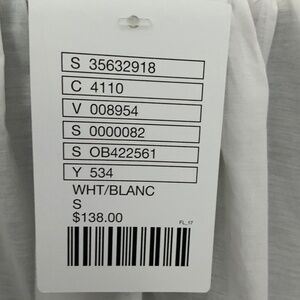 S 35632918
C 4110
V 008954
S 0000082
S OB422561
Y 534
WHT/BLANC
S
$138.00
FL_17